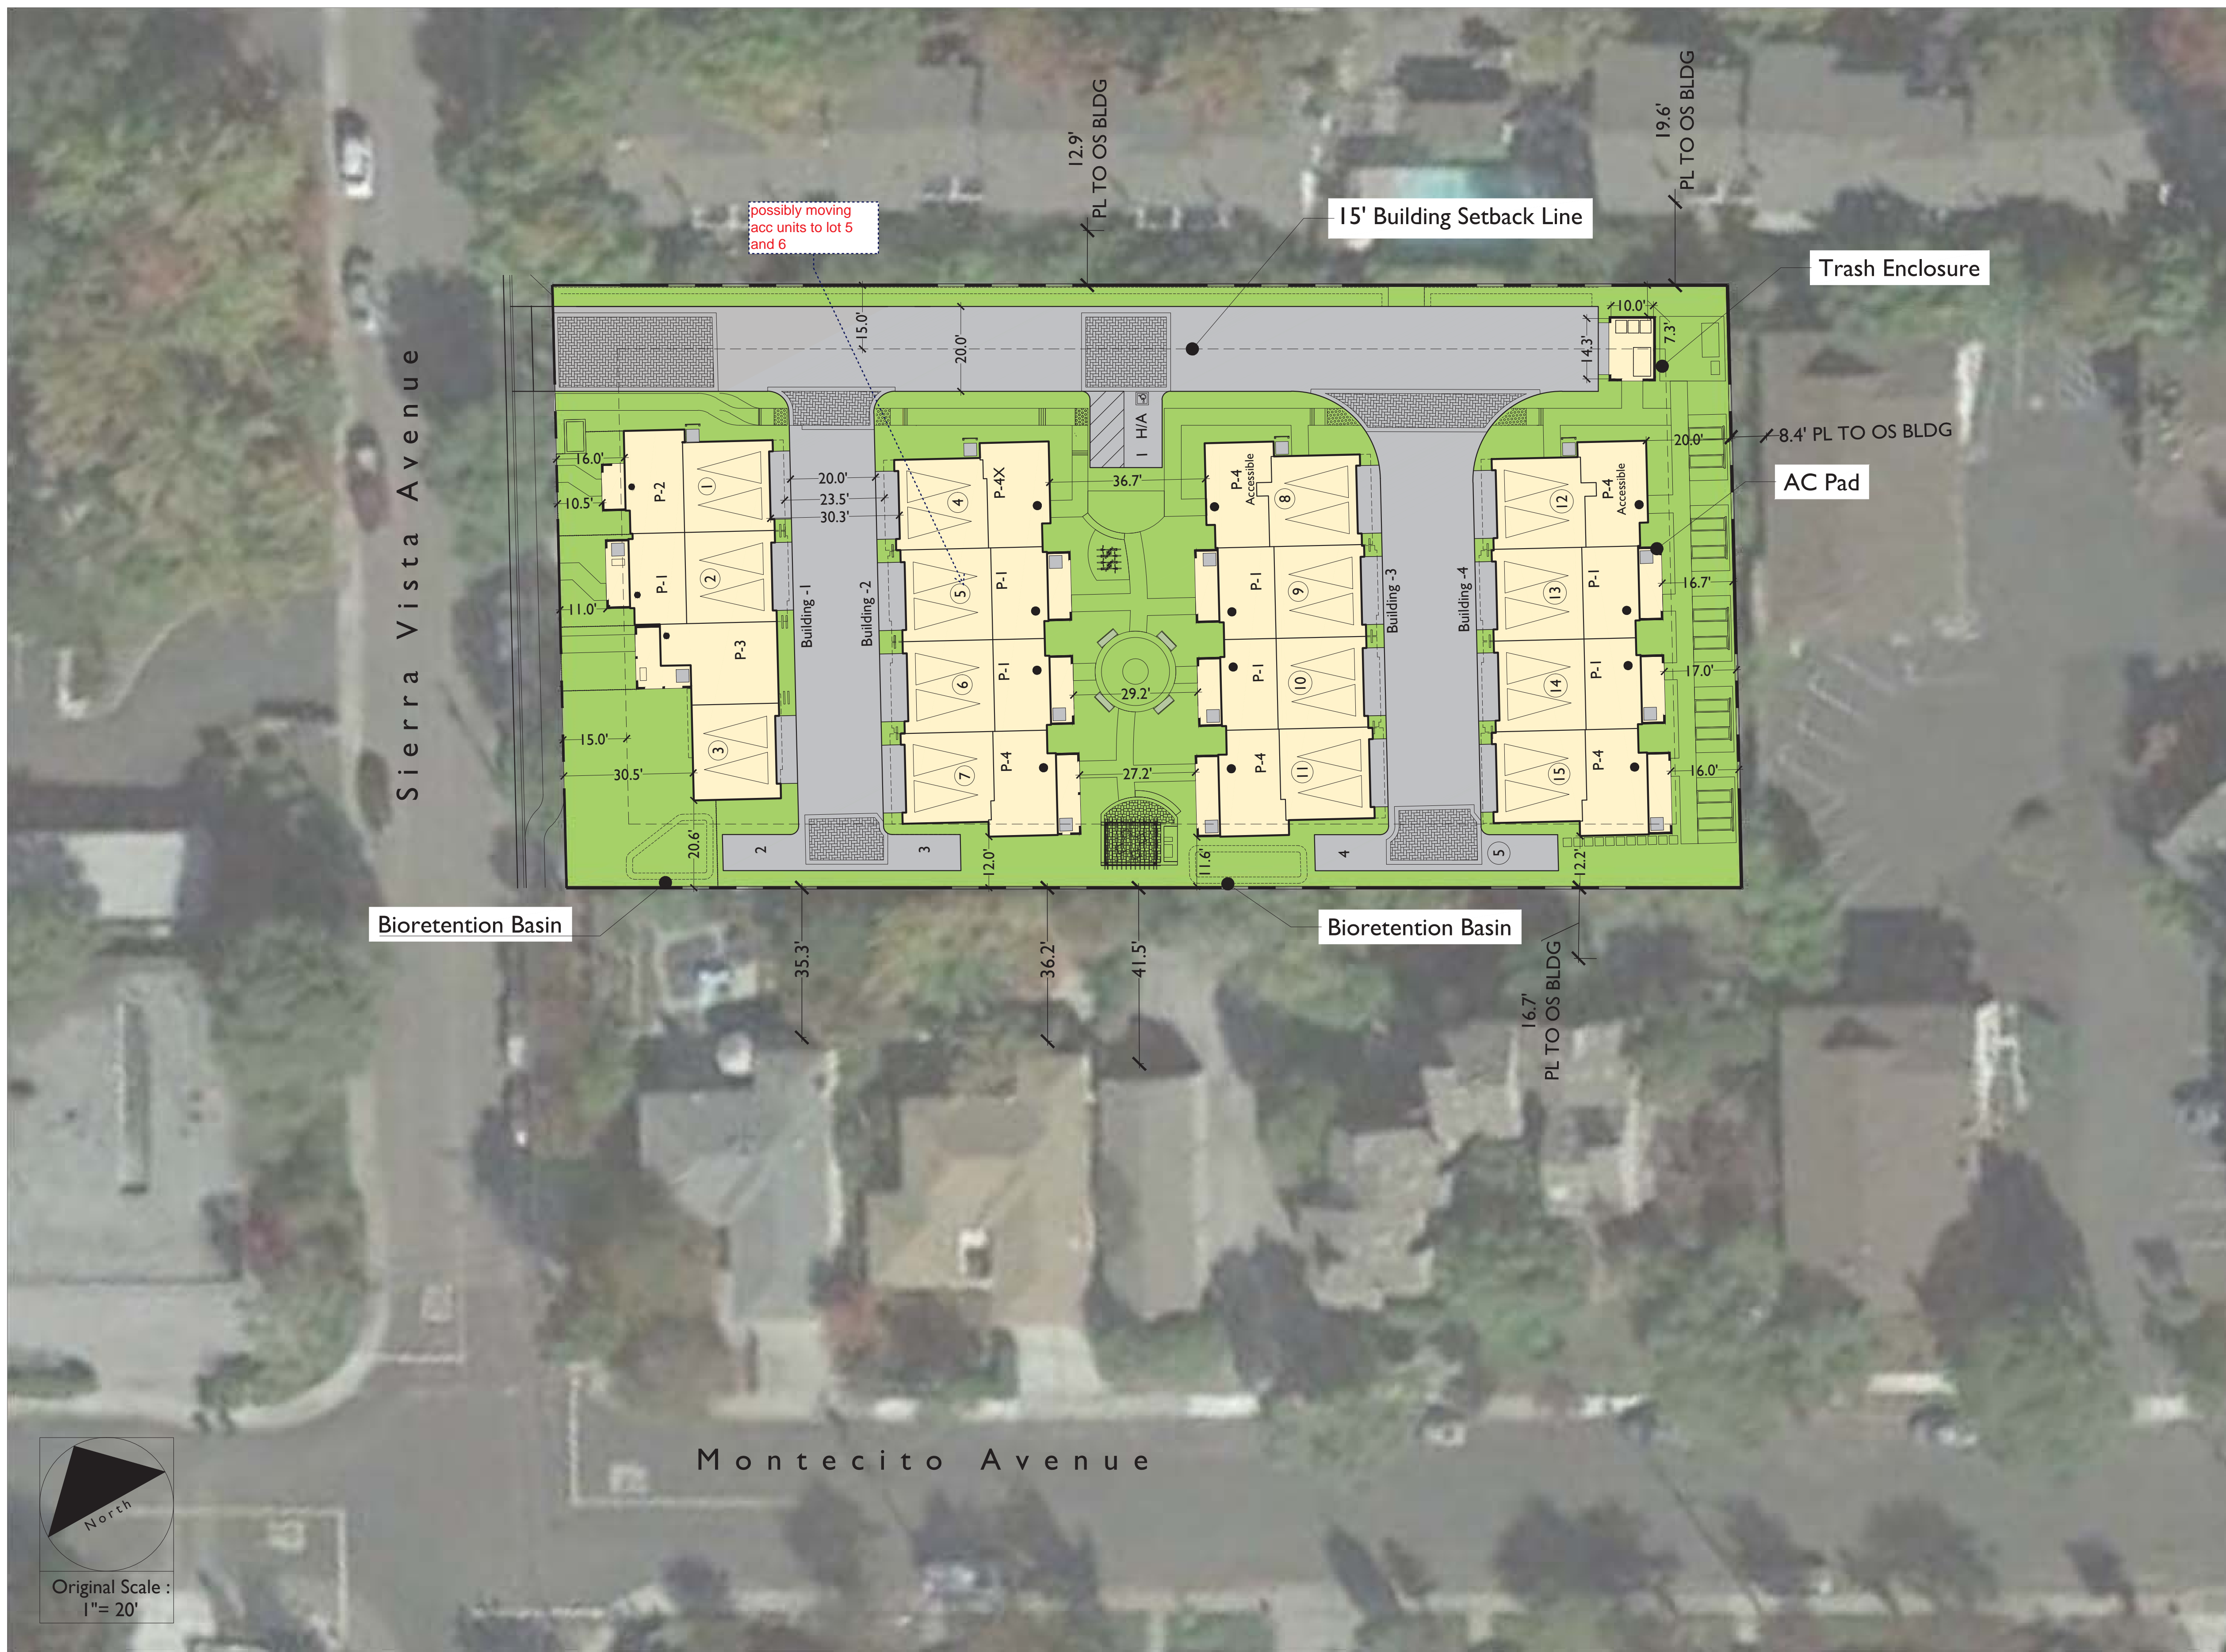 12.9'
PL TO OS BLDG
19.6'
PL TO OS BLDG
possibly moving
acc units to lot 5
and 6
15' Building Setback Line
Trash Enclosure
Sierra Vista Avenue
15.0'
20.0'
10.0'
14.3'
7.3'
1 H/A
20.0'
8.4' PL TO OS BLDG
AC Pad
16.0'
10.5'
11.0'
15.0'
30.5'
20.6'
P-2
1
P-1
2
P-3
3
Building -1
20.0'
23.5'
30.3'
Building -2
4
P-4X
5
P-1
6
P-1
7
P-4
36.7'
29.2'
27.2'
P-4
Accessible
8
P-1
9
P-1
10
P-4
11
Building -3
Building -4
12
P-4
Accessible
13
P-1
14
P-1
15
P-4
16.7'
17.0'
16.0'
2
3
12.0'
11.6'
4
5
12.2'
Bioretention Basin
Bioretention Basin
35.3'
36.2'
41.5'
16.7'
PL TO OS BLDG
Montecito Avenue
North
Original Scale :
1"= 20'